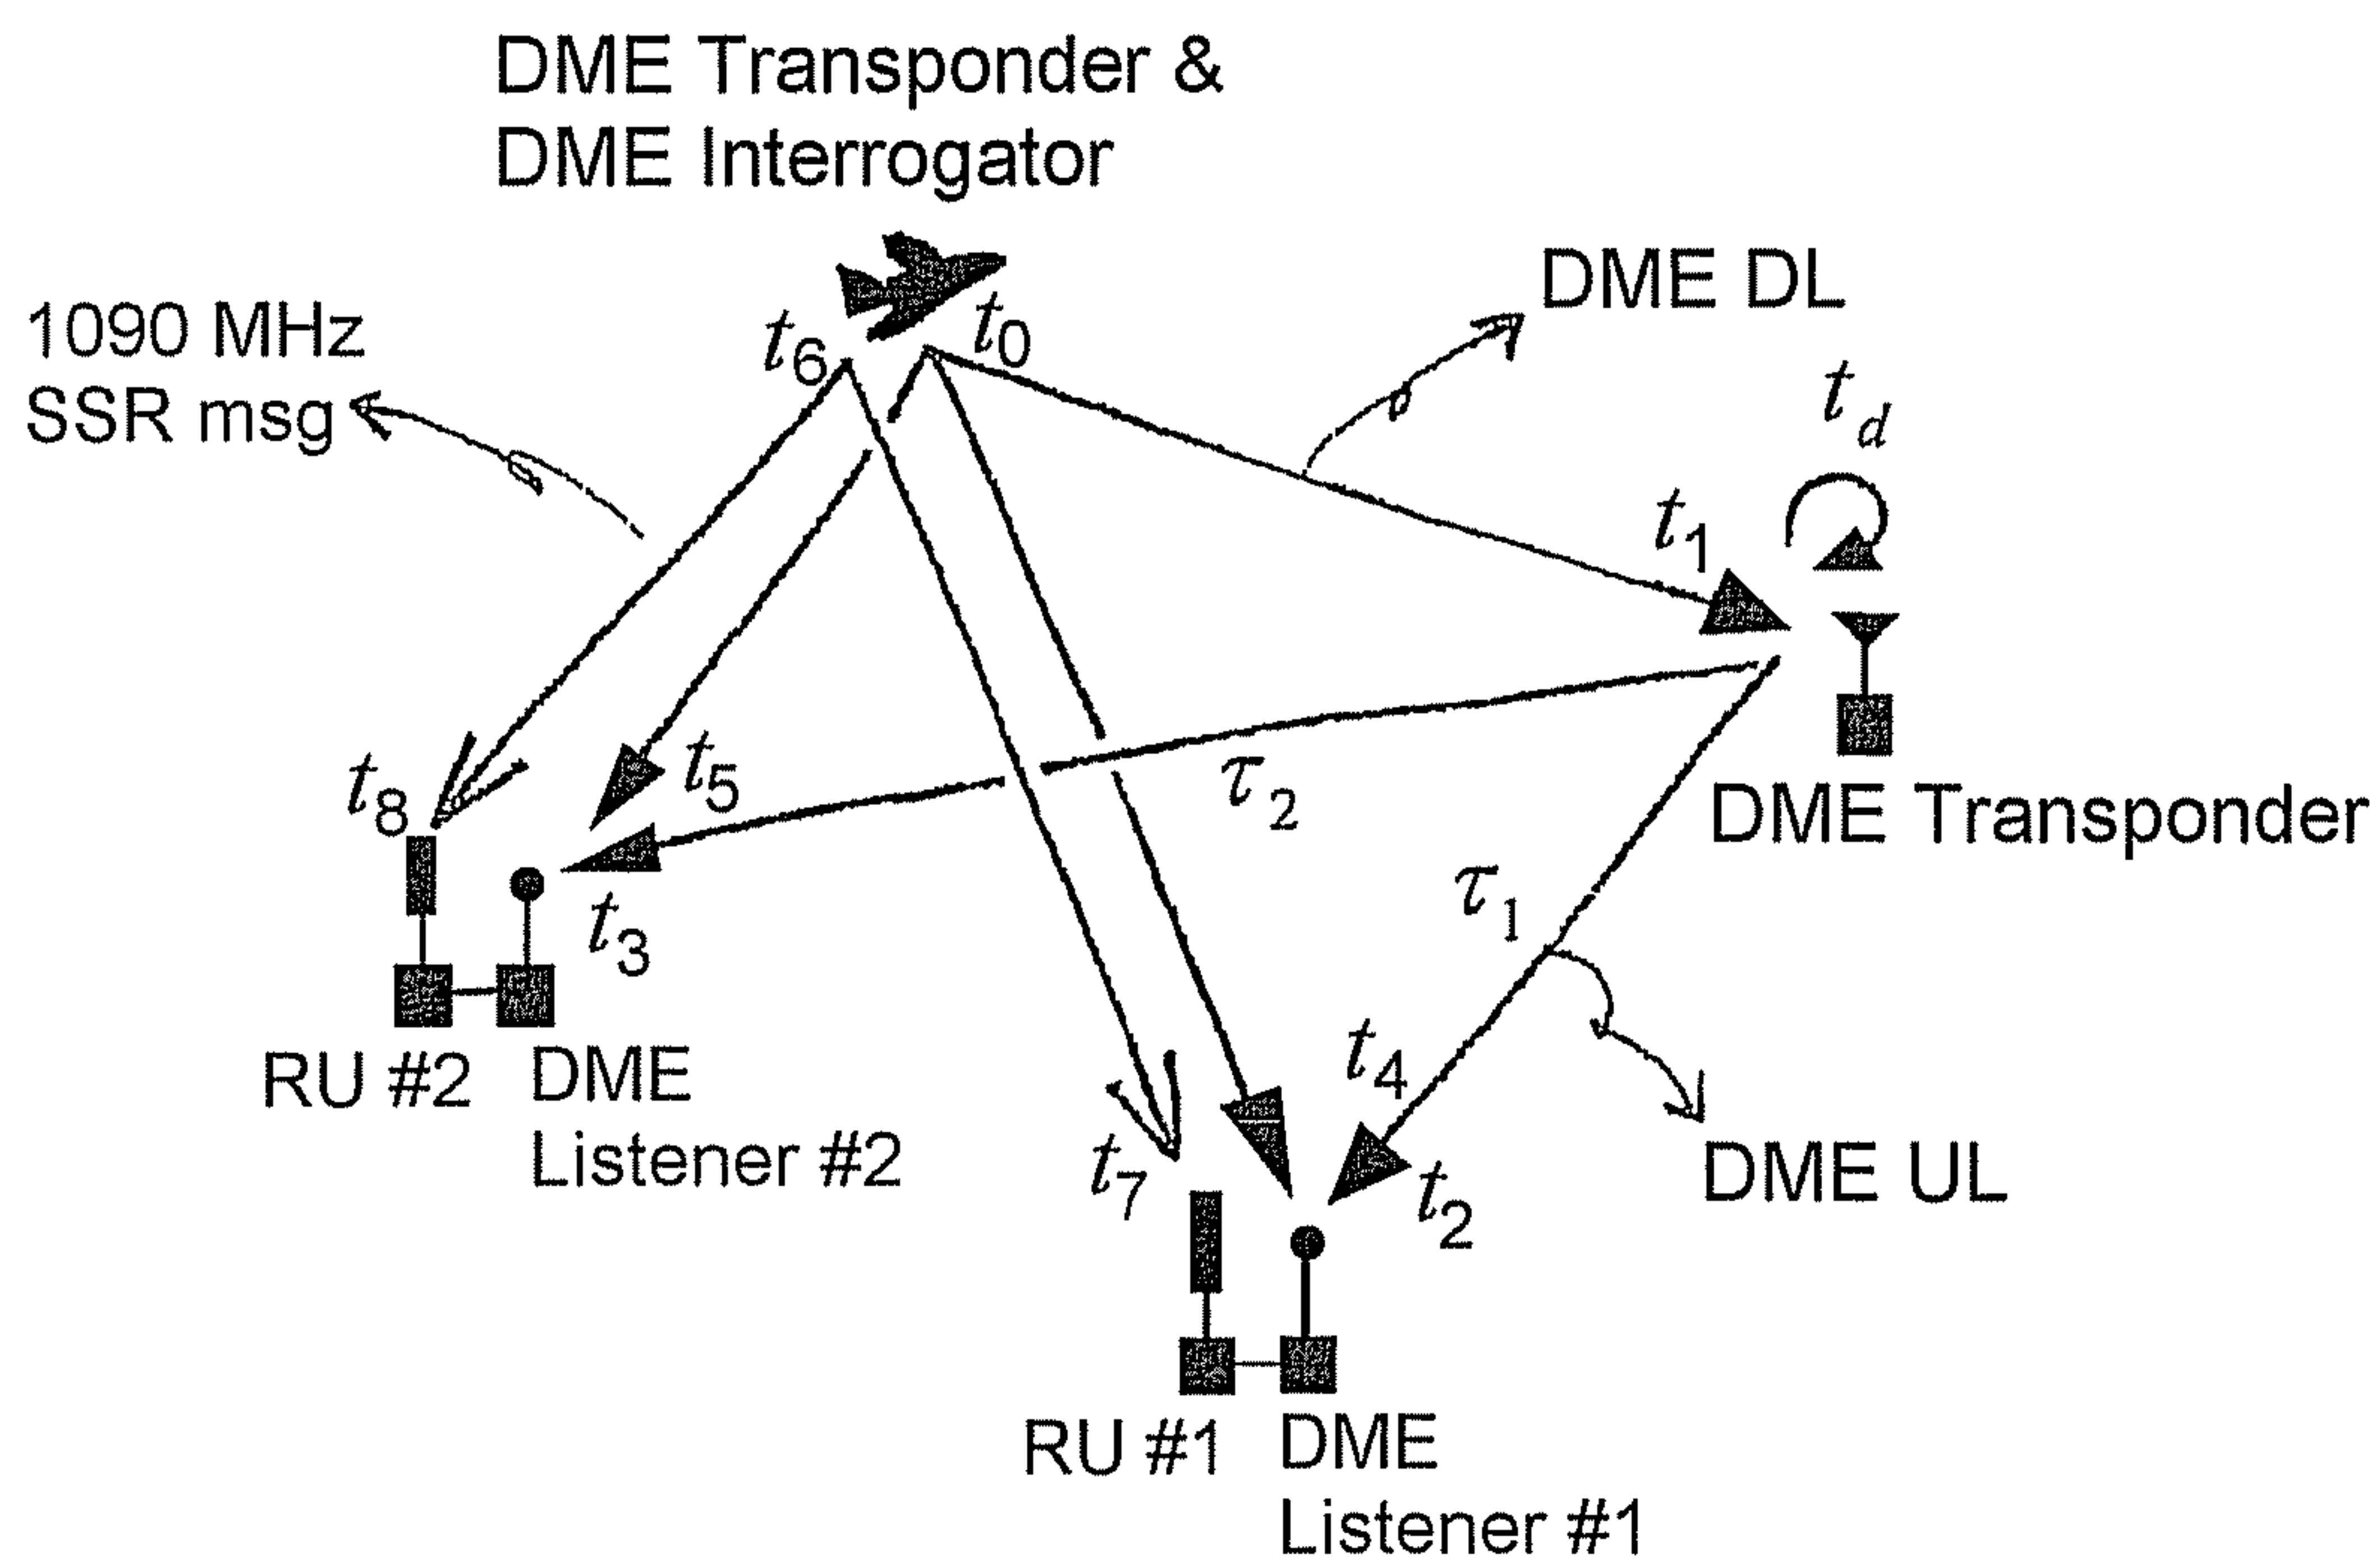 DME Transponder &
DME Interrogator
1090 MHz
SSR msg
t6
t0
DME DL
td
t1
t8
t5
τ2
DME Transponder
t3
τ1
RU #2
DME
Listener #2
t4
t7
t2
DME UL
RU #1
DME
Listener #1